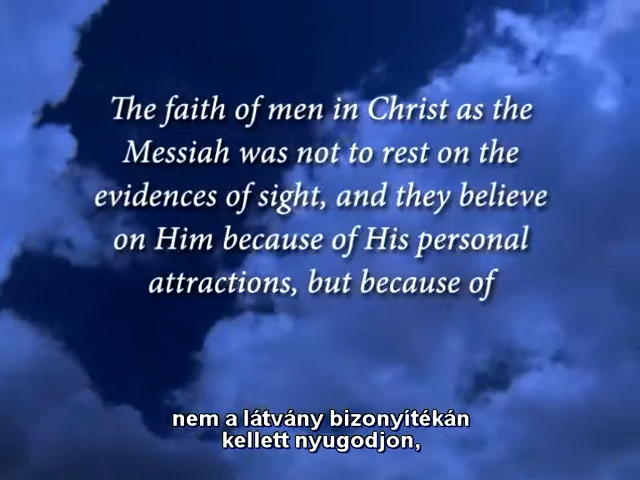 The faith of men in Christ as the
Messiah was not to rest on the
evidences of sight, and they believe
on Him because of His personal
attractions, but because of
nem a látvány bizonyítékán
kellett nyugodjon,